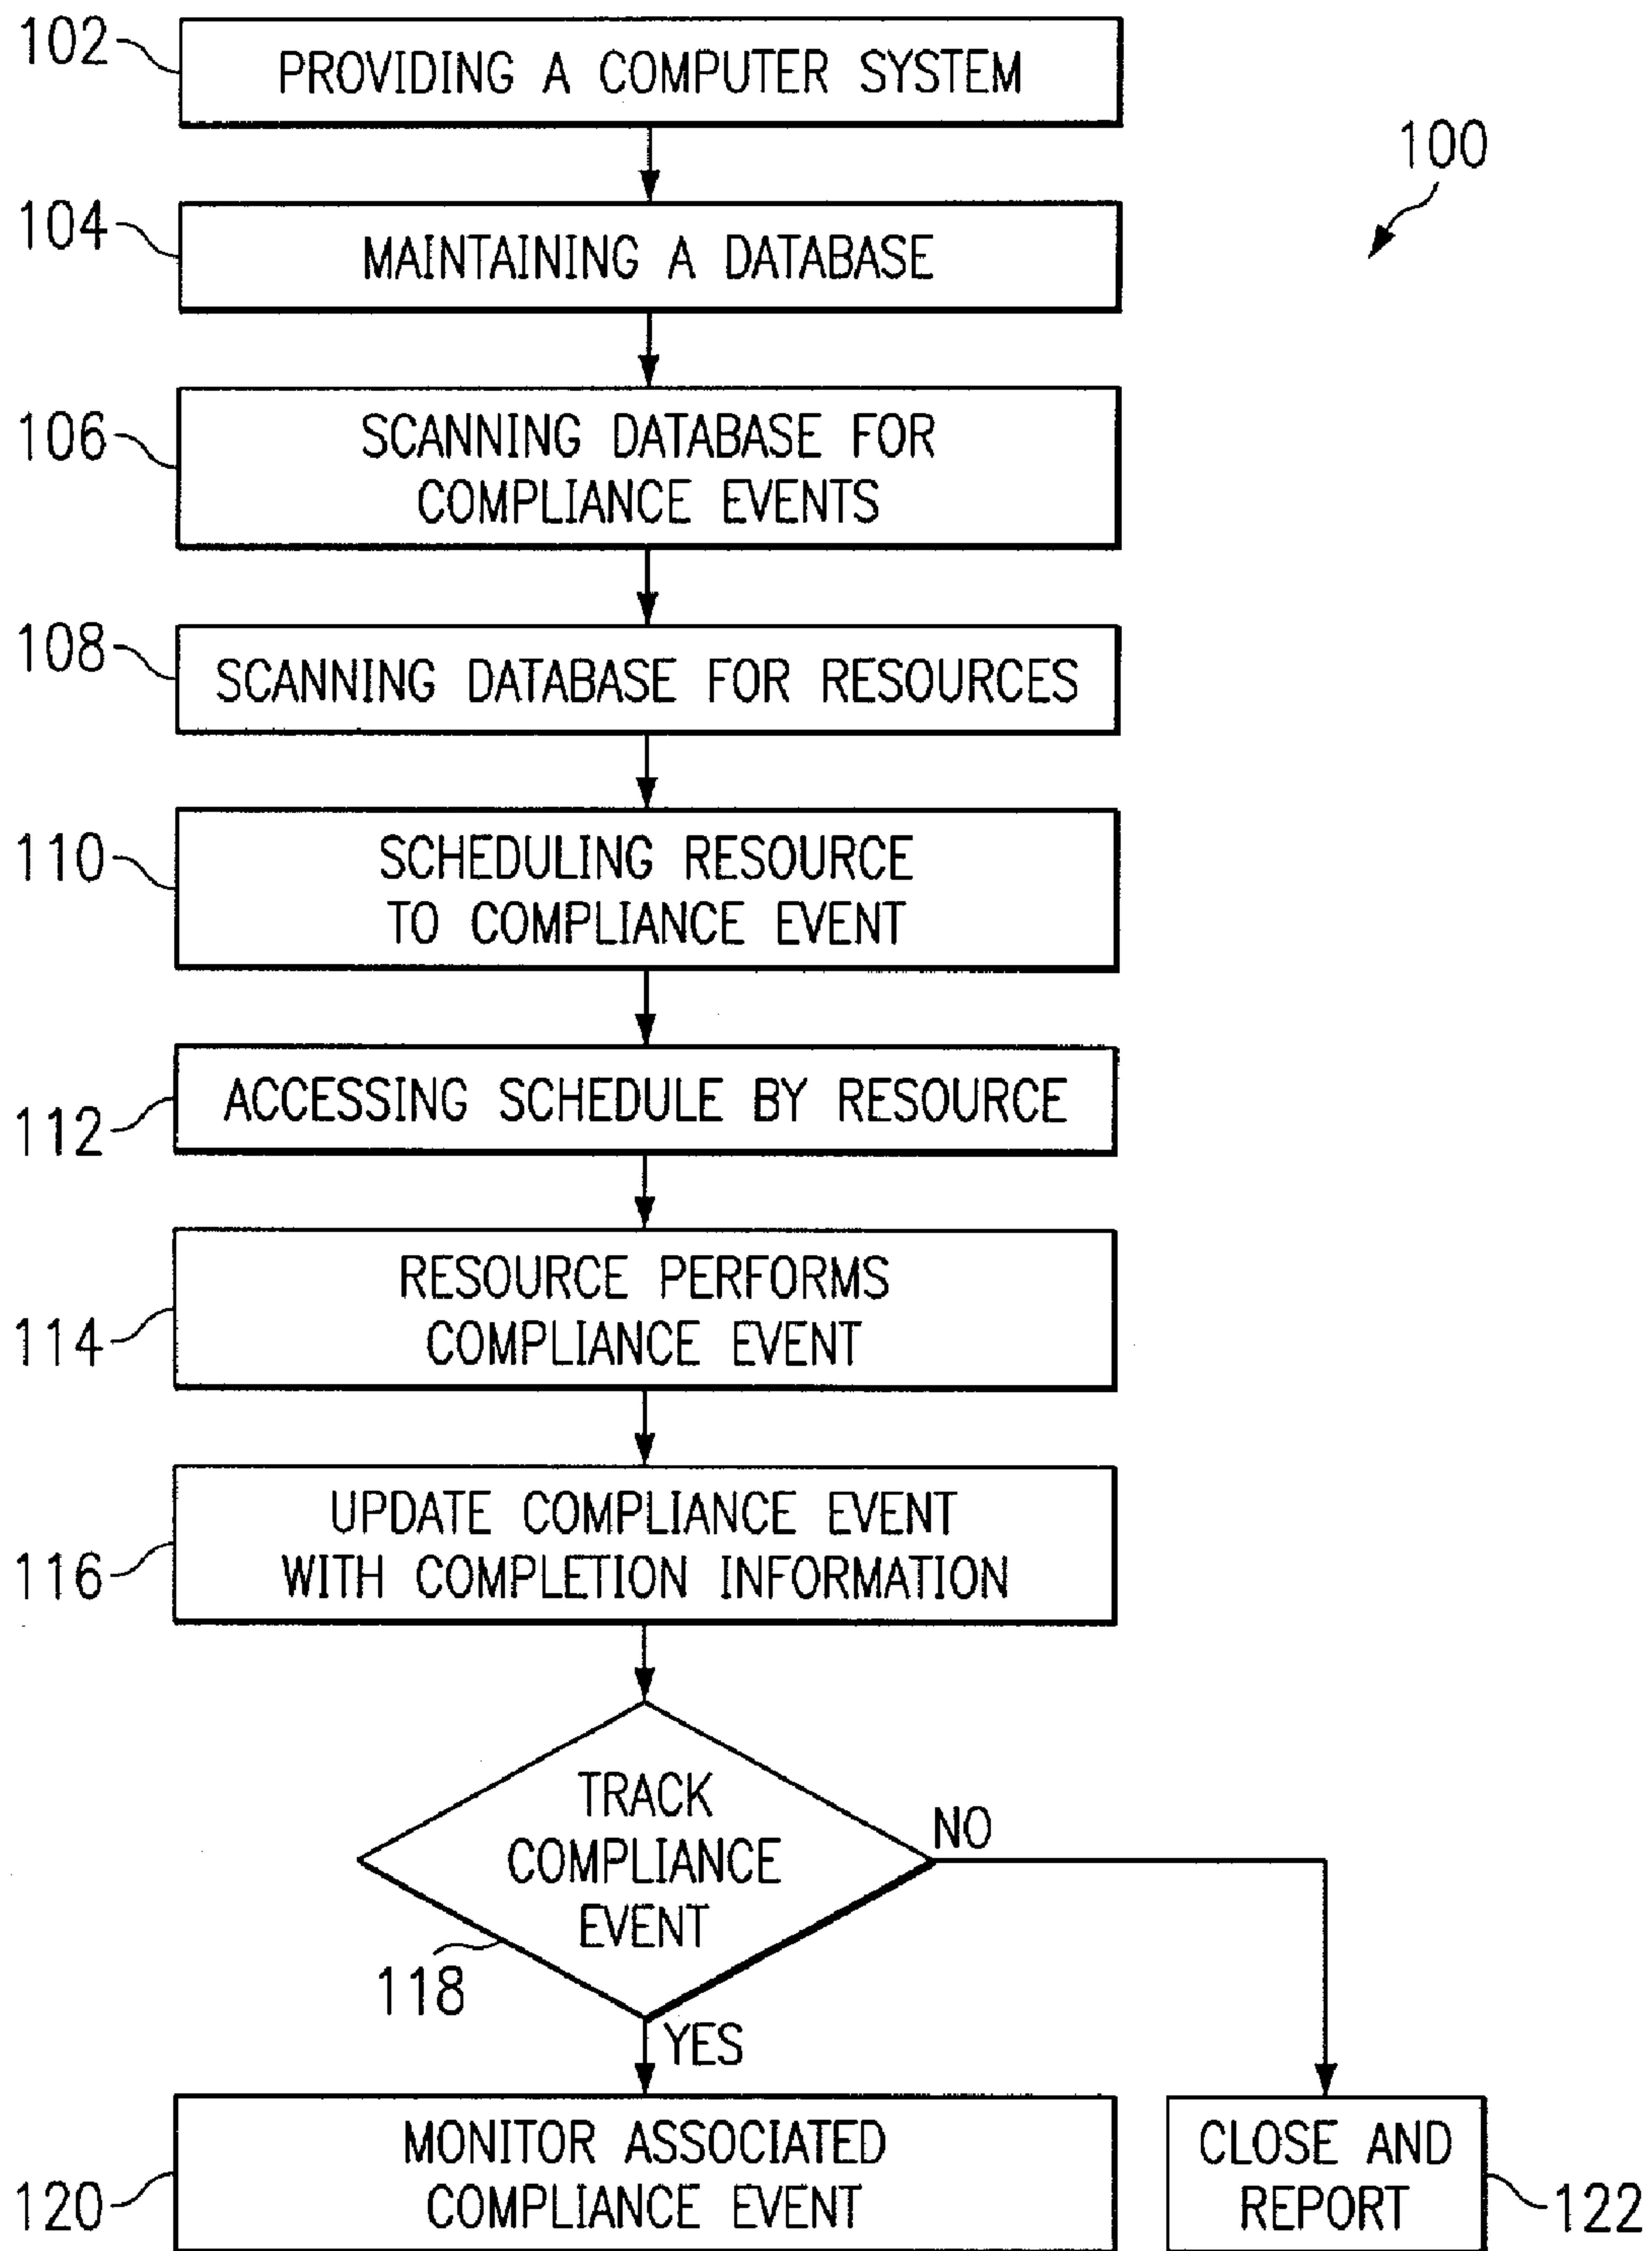 102
PROVIDING A COMPUTER SYSTEM
100
104
MAINTAINING A DATABASE
106
SCANNING DATABASE FOR
COMPLIANCE EVENTS
108
SCANNING DATABASE FOR RESOURCES
110
SCHEDULING RESOURCE
TO COMPLIANCE EVENT
112
ACCESSING SCHEDULE BY RESOURCE
114
RESOURCE PERFORMS
COMPLIANCE EVENT
116
UPDATE COMPLIANCE EVENT
WITH COMPLETION INFORMATION
TRACK
COMPLIANCE
EVENT
118
NO
YES
120
MONITOR ASSOCIATED
COMPLIANCE EVENT
CLOSE AND
REPORT
122